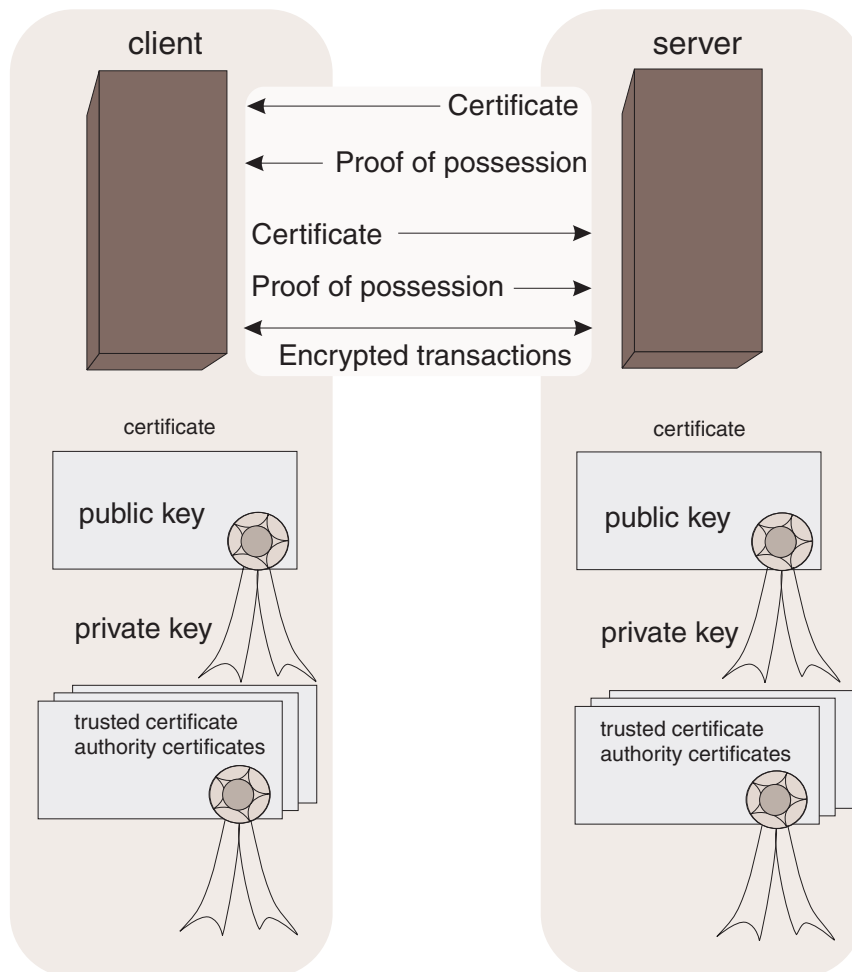 client
server
Certificate
Proof of possession
Certificate
Proof of possession
Encrypted transactions
certificate
public key
private key
trusted certificate
authority certificates
certificate
public key
private key
trusted certificate
authority certificates